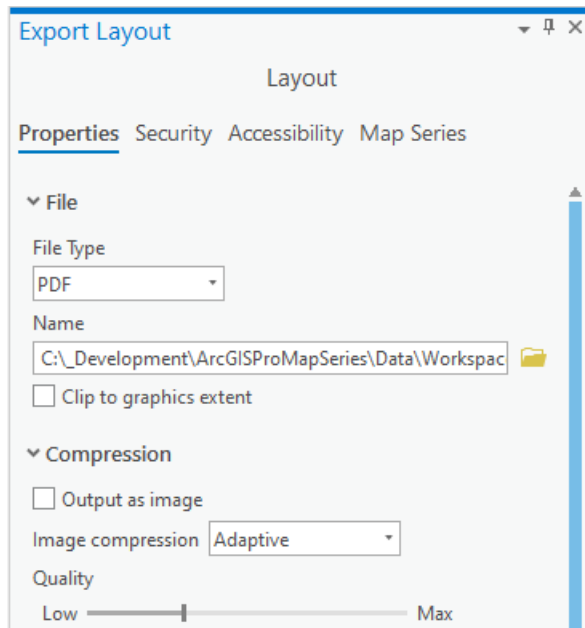 Export Layout
Layout
Properties Security Accessibility Map Series
File
File Type
PDF
Name
C:\_Development\ArcGISProMapSeries\Data\Workspac
Clip to graphics extent
Compression
Output as image
Image compression Adaptive
Quality
Low Max